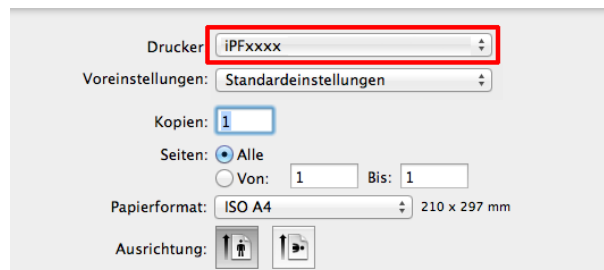 Drucker iPFxxxx
Voreinstellungen: Standardeinstellungen
Kopien: 1
Seiten: Alle
Von: 1 Bis: 1
Papierformat: ISO A4 210 x 297 mm
Ausrichtung: